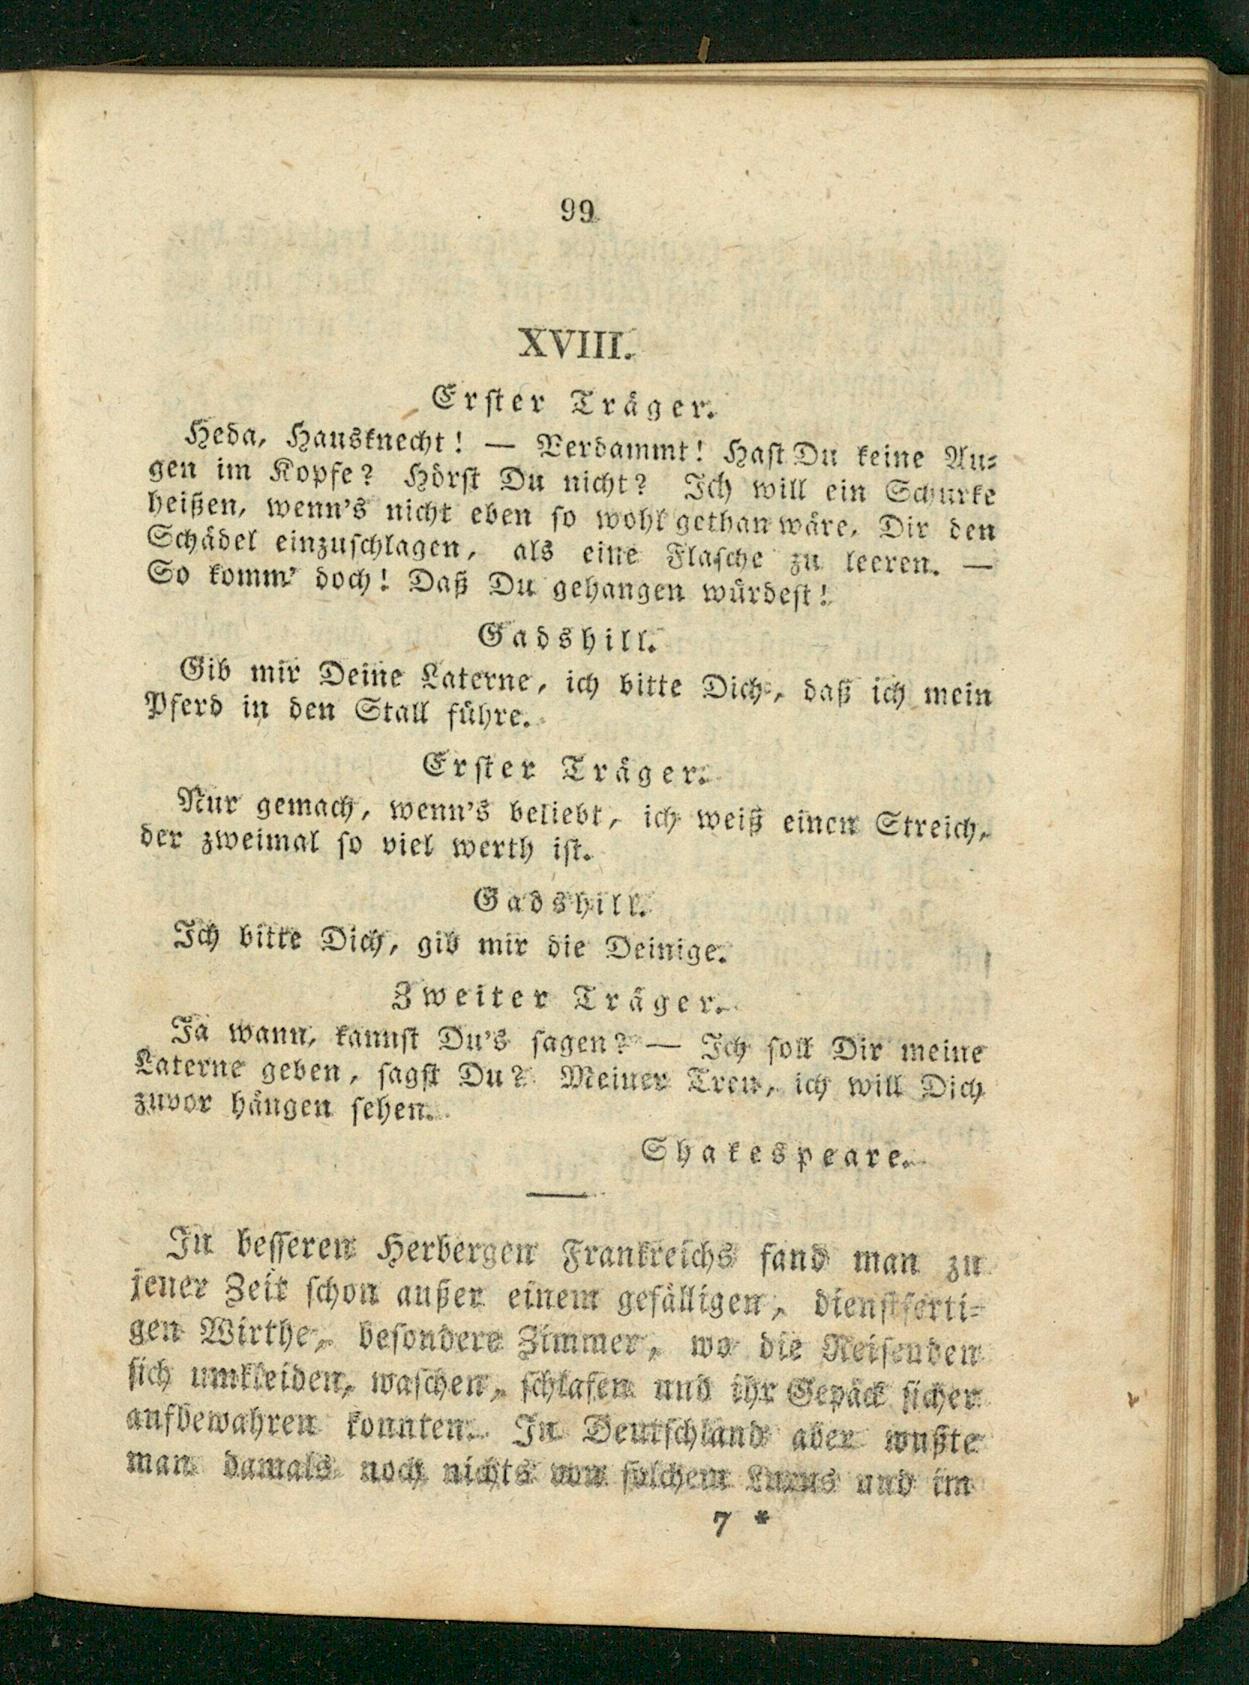 99
XVIII.
Erster Träger.
Heda, Hausknecht! — Verdammt! Hast Du keine Au-
gen im Kopfe? Hörst Du nicht? Ich will ein Schurke
heißen, wenn's nicht eben so wohl gethan wäre, Dir den
Schädel einzuschlagen, als eine Flasche zu leeren. —
So komm' doch! Daß Du gehangen würdest!
Gadshill.
Gib mir Deine Laterne, ich bitte Dich, daß ich mein
Pferd in den Stall führe.
Erster Träger.
Nur gemach, wenn's beliebt, ich weiß einen Streich,
der zweimal so viel werth ist.
Gadshill.
Ich bitte Dich, gib mir die Deinige.
Zweiter Träger.
Ja wann, kannst Du's sagen? — Ich soll Dir meine
Laterne geben, sagst Du? Meiner Treu, ich will Dich
zuvor hängen sehen.
Shakespeare.
In besseren Herbergen Frankreichs fand man zu
jener Zeit schon außer einem gefälligen, dienstferti-
gen Wirthe, besondere Zimmer, wo die Reisenden
sich umkleiden, waschen, schlafen und ihr Gepäck sicher
aufbewahren konnten. In Deutschland aber wußte
man damals noch nichts von solchem Luxus und im
7 *